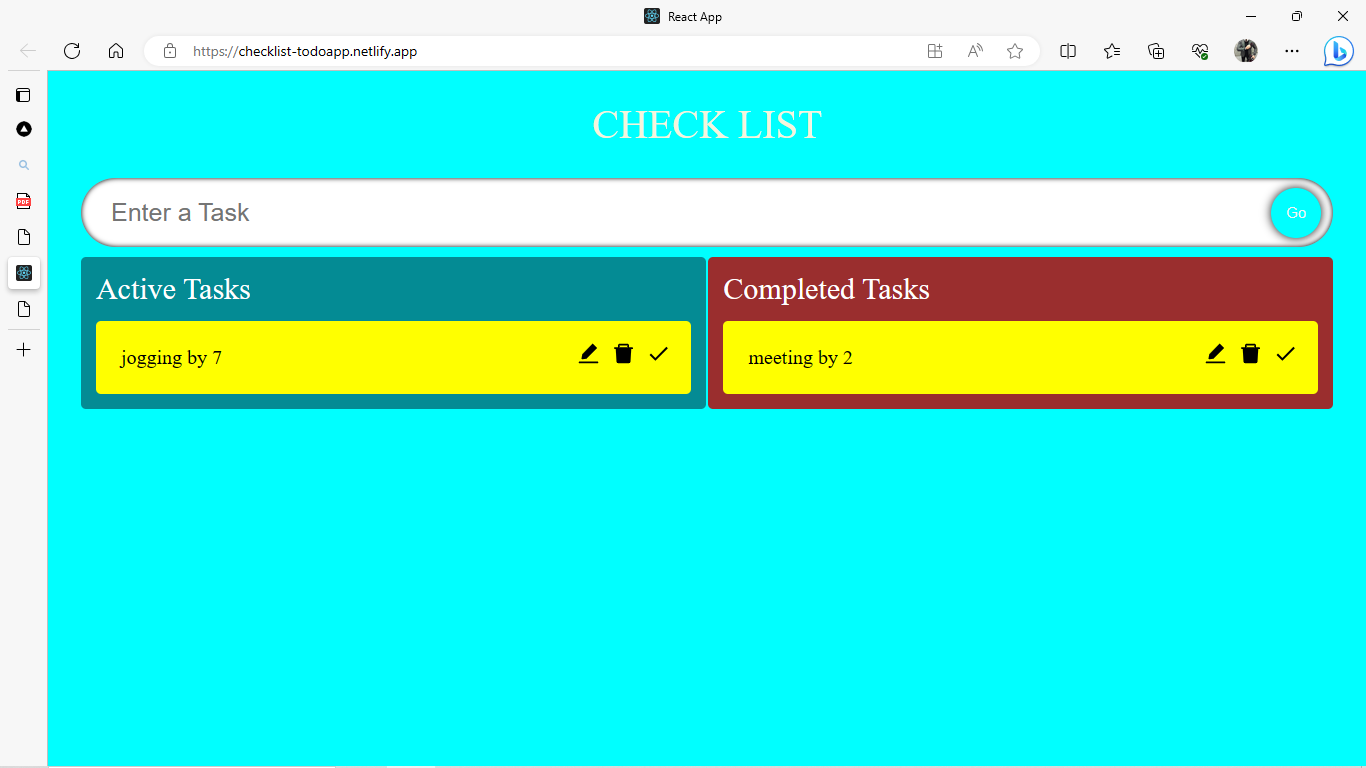 React App
https://checklist-todoapp.netlify.app
CHECK LIST
Enter a Task
Go
Active Tasks
jogging by 7
Completed Tasks
meeting by 2
PDF